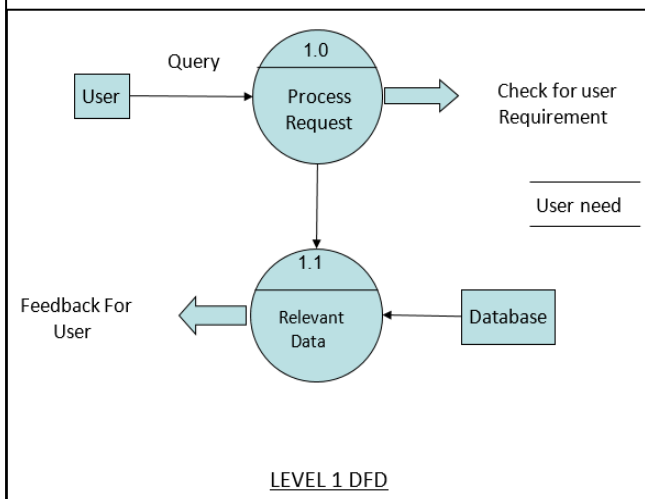 Query
User
1.0
Process
Request
Check for user
Requirement
User need
1.1
Relevant
Data
Feedback For
User
Database
LEVEL 1 DFD